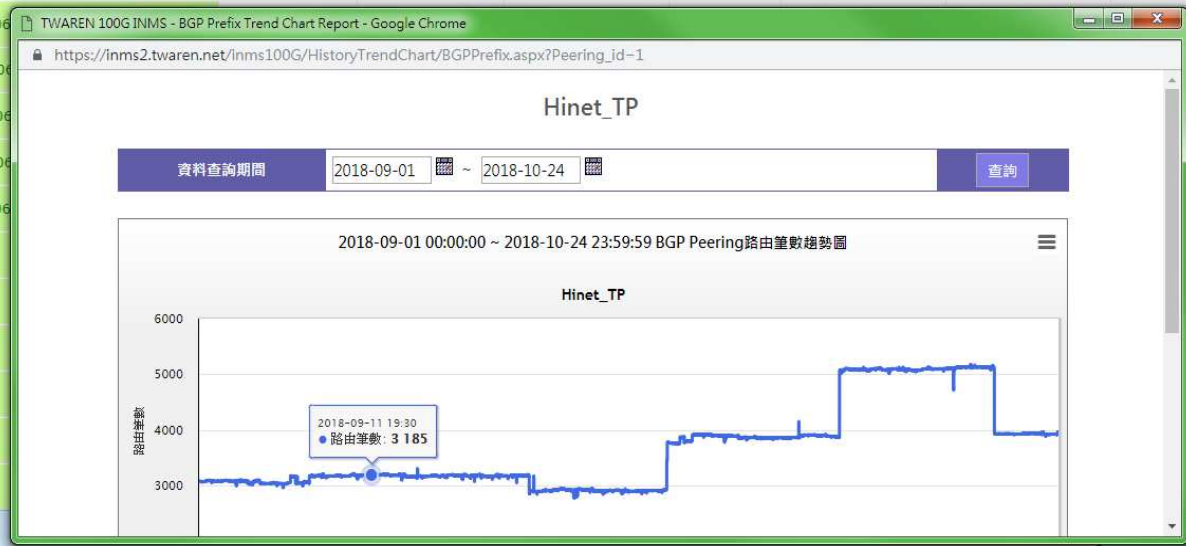 TWAREN 100G INMS - BGP Prefix Trend Chart Report - Google Chrome
https://inms2.twaren.net/inms100G/HistoryTrendChart/BGPPrefix.aspx?Peering_id=1
Hinet_TP
資料查詢期間 2018-09-01 ~ 2018-10-24 查詢
2018-09-01 00:00:00 ~ 2018-10-24 23:59:59 BGP Peering路由筆數趨勢圖
Hinet_TP
6000
5000
4000
3000
路由筆數
2018-09-11 19:30
路由筆數: 3 185